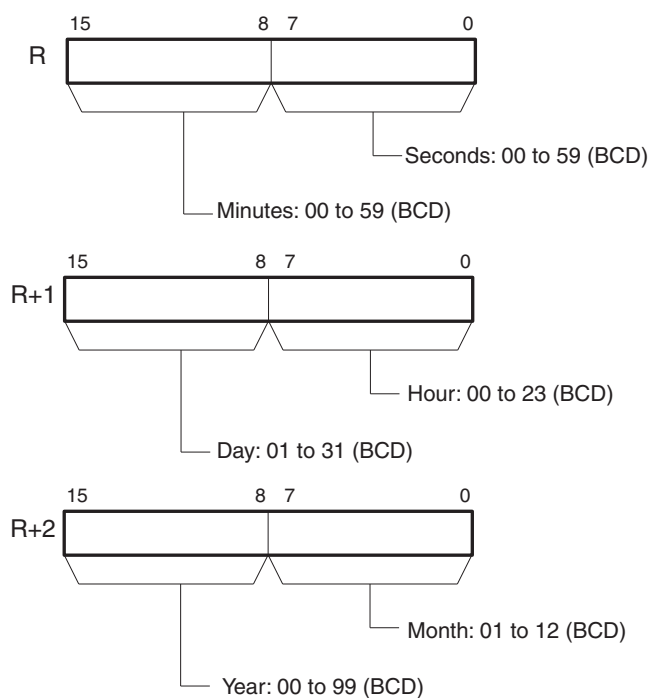 15 8 7 0
R
Seconds: 00 to 59 (BCD)
Minutes: 00 to 59 (BCD)
15 8 7 0
R+1
Hour: 00 to 23 (BCD)
Day: 01 to 31 (BCD)
15 8 7 0
R+2
Month: 01 to 12 (BCD)
Year: 00 to 99 (BCD)